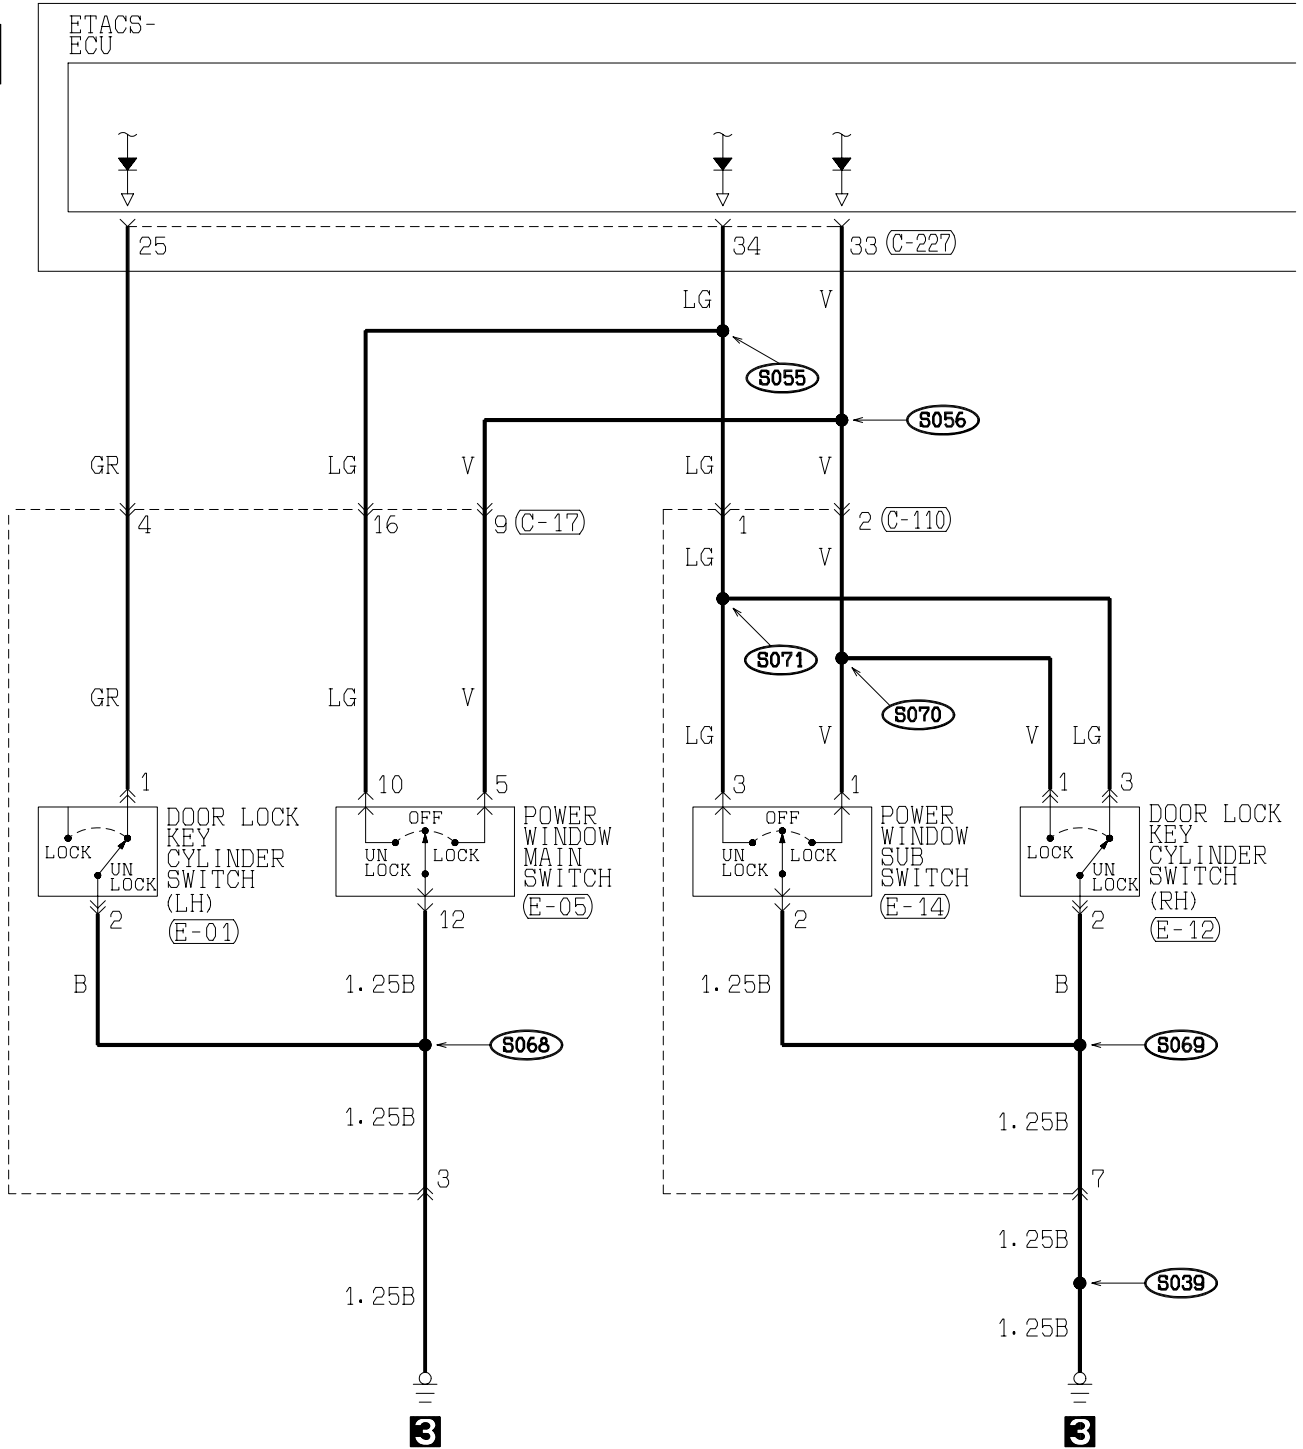 ETACS-
ECU
25
34
33 (C-227)
LG
V
S055
S056
GR
LG
V
LG
V
4
16
9 (C-17)
1
2 (C-110)
LG
V
S071
S070
GR
LG
V
LG
V
V
LG
1
10
5
3
1
1
3
LOCK
UN
LOCK
DOOR LOCK
KEY
CYLINDER
SWITCH
(LH)
(E-01)
OFF
UN
LOCK
LOCK
POWER
WINDOW
MAIN
SWITCH
(E-05)
OFF
UN
LOCK
LOCK
POWER
WINDOW
SUB
SWITCH
(E-14)
LOCK
UN
LOCK
DOOR LOCK
KEY
CYLINDER
SWITCH
(RH)
(E-12)
2
12
2
2
B
1.25B
1.25B
B
S068
S069
1.25B
1.25B
3
7
1.25B
S039
1.25B
1.25B
3
3